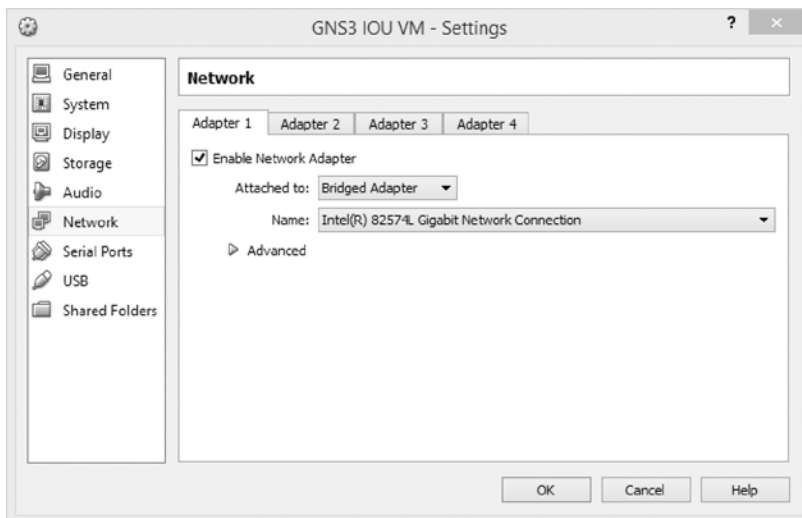 GNS3 IOU VM - Settings
?
×
General
System
Display
Storage
Audio
Network
Serial Ports
USB
Shared Folders
Network
Adapter 1 Adapter 2 Adapter 3 Adapter 4
Enable Network Adapter
Attached to: Bridged Adapter
Name: Intel(R) 82574L Gigabit Network Connection
Advanced
OK Cancel Help